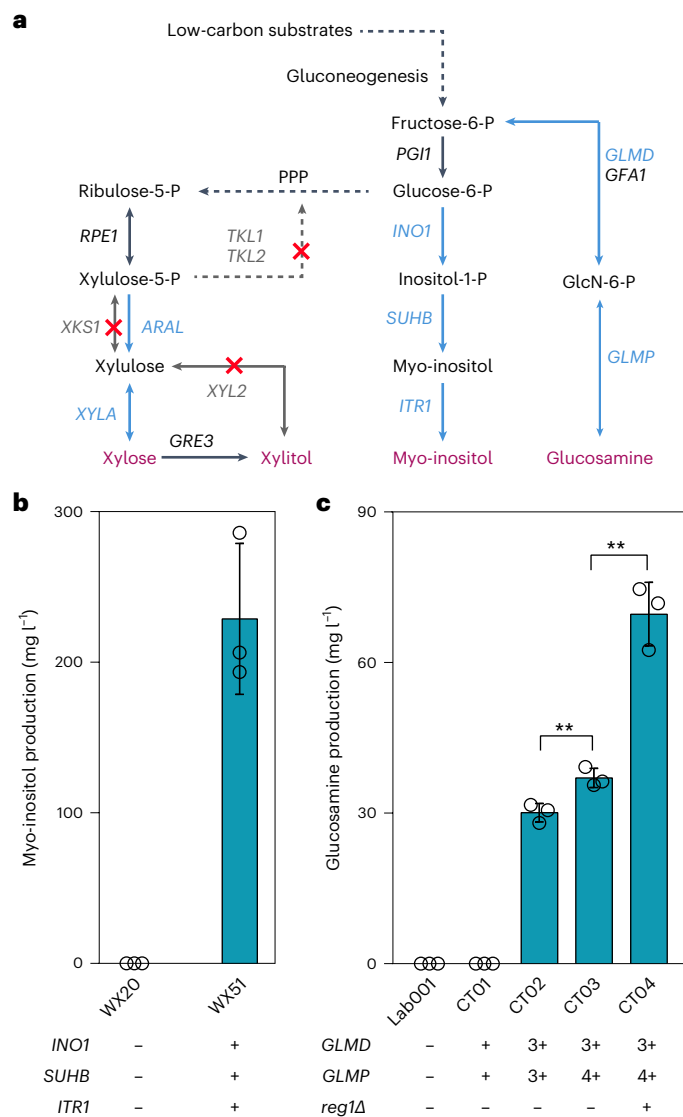 a
Low-carbon substrates
Gluconeogenesis
Fructose-6-P
PGI1
GLMD
GFA1
PPP
Ribulose-5-P
Glucose-6-P
RPE1
TKL1
TKL2
INO1
Xylulose-5-P
Inositol-1-P
GlcN-6-P
XKS1
ARAL
SUHB
GLMP
Xylulose
Myo-inositol
XYL2
XYLA
ITR1
GRE3
Xylose
Xylitol
Myo-inositol
Glucosamine
b
Myo-inositol production (mg l⁻¹)
300
200
100
0
WX20
WX51
INO1 – +
SUHB – +
ITR1 – +
c
Glucosamine production (mg l⁻¹)
90
60
30
0
**
**
Lab001
CT01
CT02
CT03
CT04
GLMD – + 3+ 3+ 3+
GLMP – + 3+ 4+ 4+
reg1Δ – – – – +